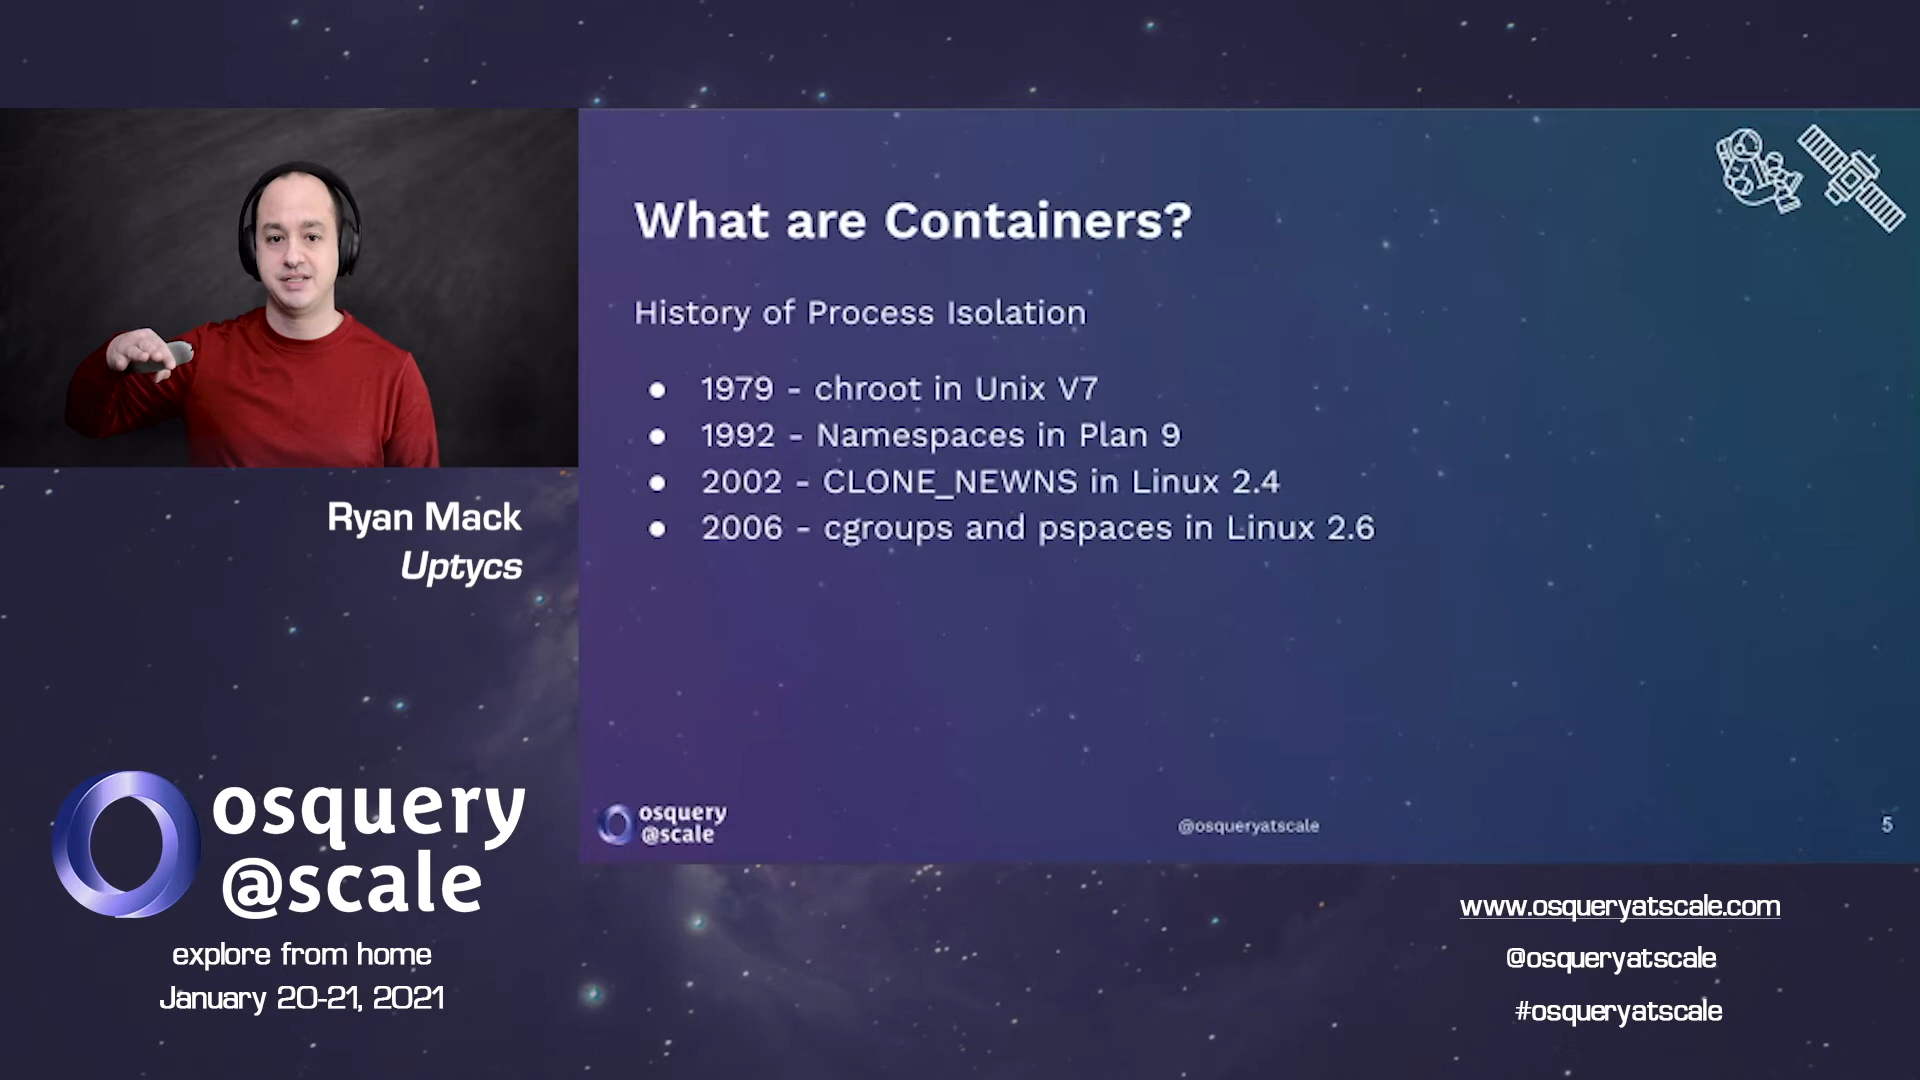 What are Containers?
History of Process Isolation
● 1979 - chroot in Unix V7
● 1992 - Namespaces in Plan 9
● 2002 - CLONE_NEWNS in Linux 2.4
● 2006 - cgroups and pspaces in Linux 2.6
osquery
@scale
@osqueryatscale
5
Ryan Mack
Uptycs
osquery
@scale
explore from home
January 20-21, 2021
www.osqueryatscale.com
@osqueryatscale
#osqueryatscale